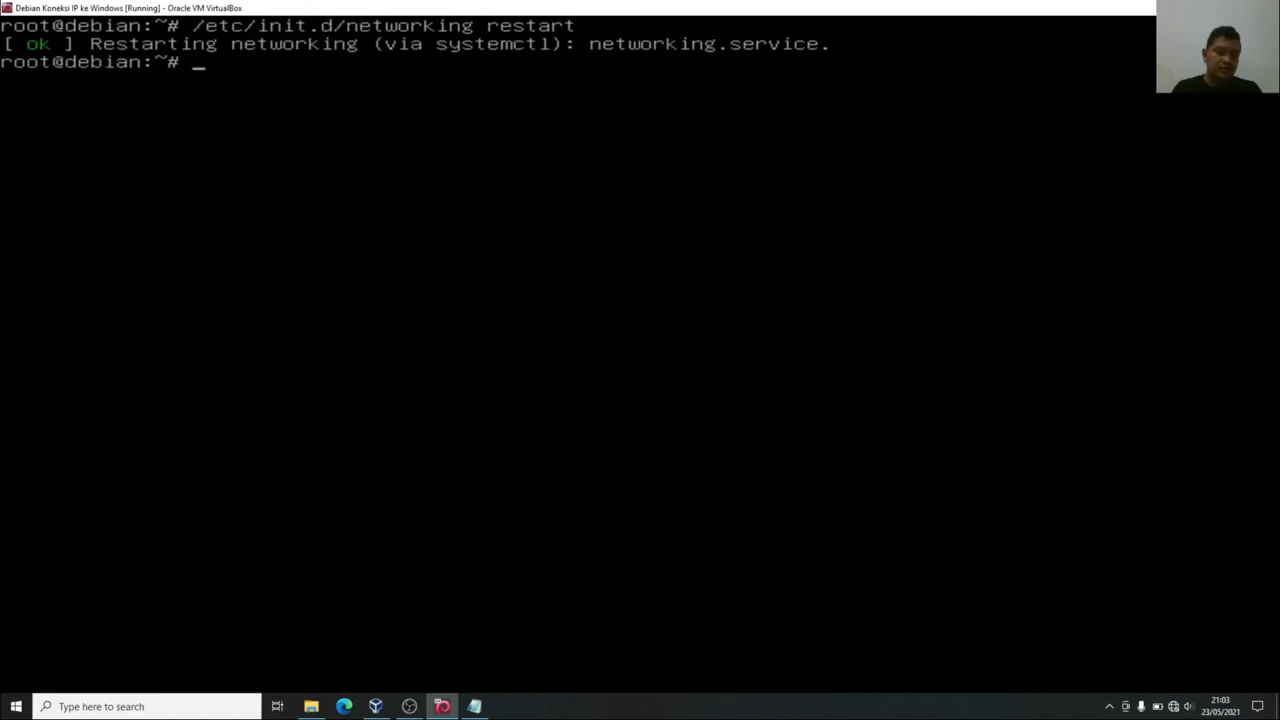 Debian Koneksi IP ke Windows [Running] - Oracle VM VirtualBox
root@debian:~# /etc/init.d/networking restart
[ ok ] Restarting networking (via systemctl): networking.service.
root@debian:~# _
Type here to search
21:03
23/05/2021